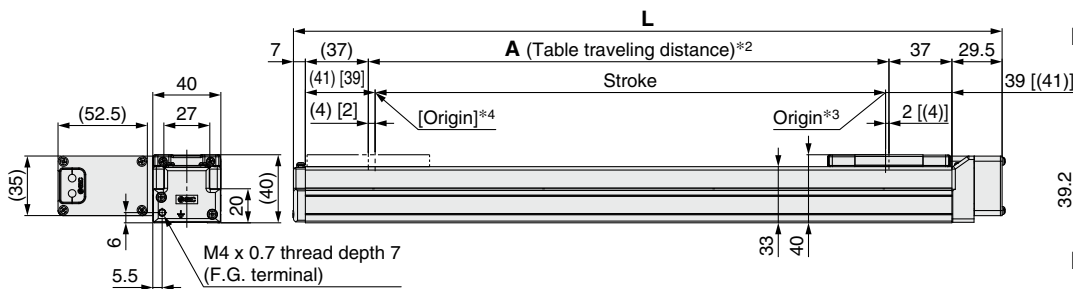 L
7
(37)
A (Table traveling distance)*2
37
29.5
(41) [39]
Stroke
39 [(41)]
(4) [2]
[Origin]*4
Origin*3
2 [(4)]
40
27
(52.5)
(35)
6
20
(40)
5.5
M4 x 0.7 thread depth 7
(F.G. terminal)
33
40
39.2